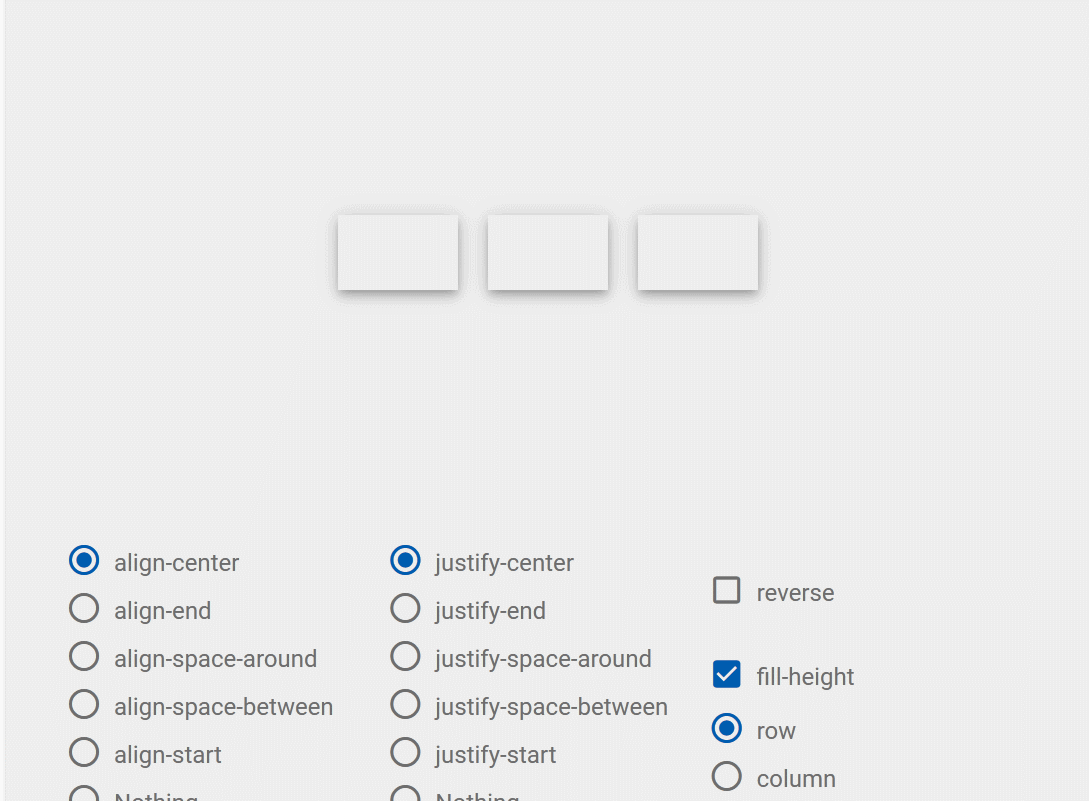 align-center
align-end
align-space-around
align-space-between
align-start
Nothing
justify-center
justify-end
justify-space-around
justify-space-between
justify-start
Nothing
reverse
fill-height
row
column